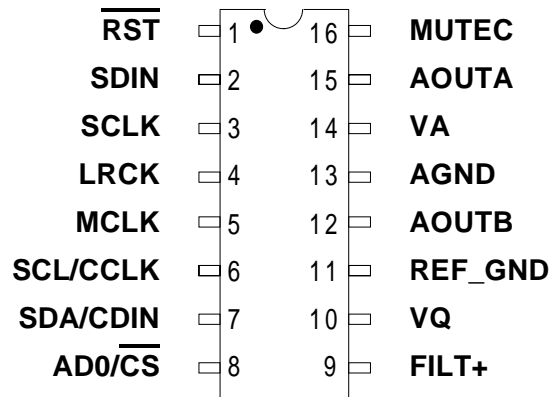 RST 1 16 MUTEC
SDIN 2 15 AOUTA
SCLK 3 14 VA
LRCK 4 13 AGND
MCLK 5 12 AOUTB
SCL/CCLK 6 11 REF_GND
SDA/CDIN 7 10 VQ
AD0/CS 8 9 FILT+